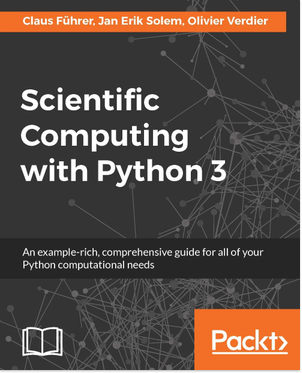 Claus Führer, Jan Erik Solem, Olivier Verdier
Scientific
Computing
with Python 3
An example-rich, comprehensive guide for all of your
Python computational needs
Packt>